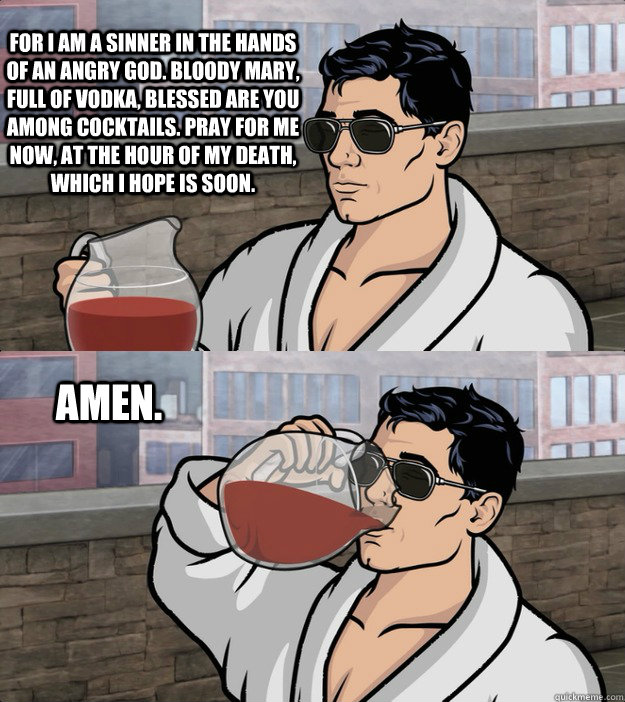 FOR I AM A SINNER IN THE HANDS
OF AN ANGRY GOD. BLOODY MARY,
FULL OF VODKA, BLESSED ARE YOU
AMONG COCKTAILS. PRAY FOR ME
NOW, AT THE HOUR OF MY DEATH,
WHICH I HOPE IS SOON.
AMEN.
quickmeme.com